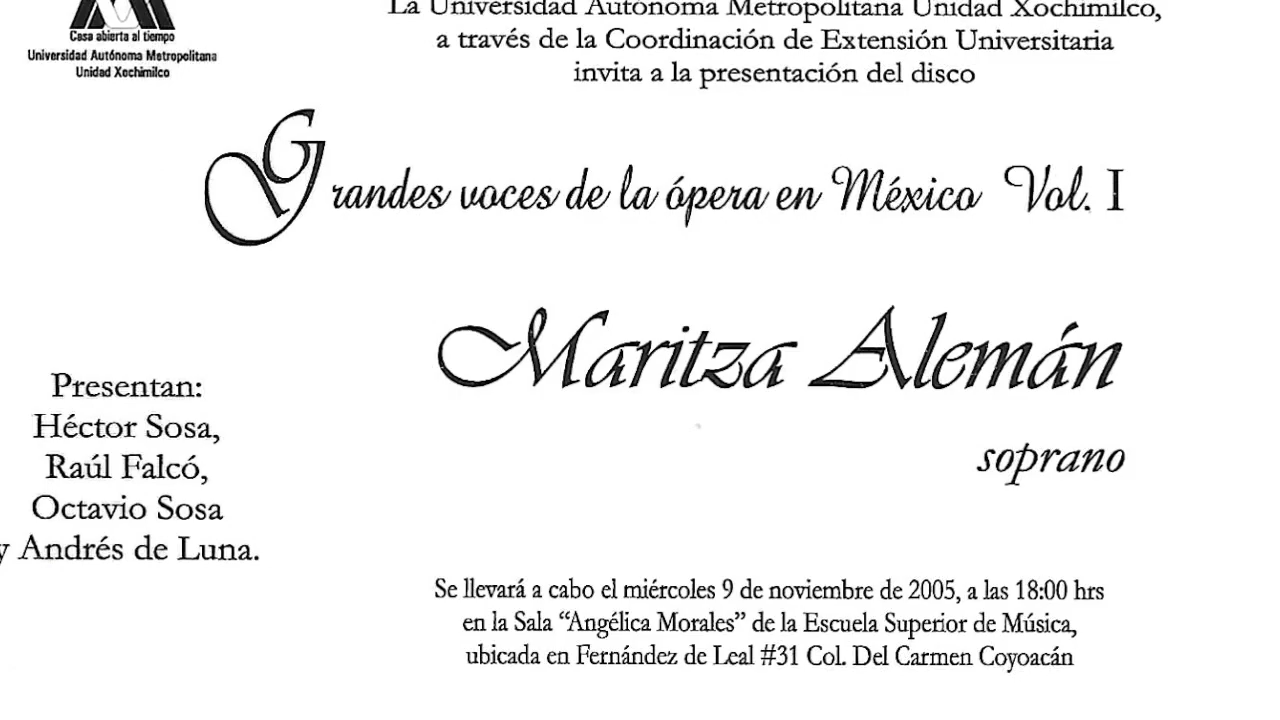 Casa abierta al tiempo
Universidad Autónoma Metropolitana
Unidad Xochimilco
La Universidad Autónoma Metropolitana Unidad Xochimilco,
a través de la Coordinación de Extensión Universitaria
invita a la presentación del disco
Grandes voces de la ópera en México Vol. I
Maritza Alemán
soprano
Presentan:
Héctor Sosa,
Raúl Falcó,
Octavio Sosa
y Andrés de Luna.
Se llevará a cabo el miércoles 9 de noviembre de 2005, a las 18:00 hrs
en la Sala “Angélica Morales” de la Escuela Superior de Música,
ubicada en Fernández de Leal #31 Col. Del Carmen Coyoacán